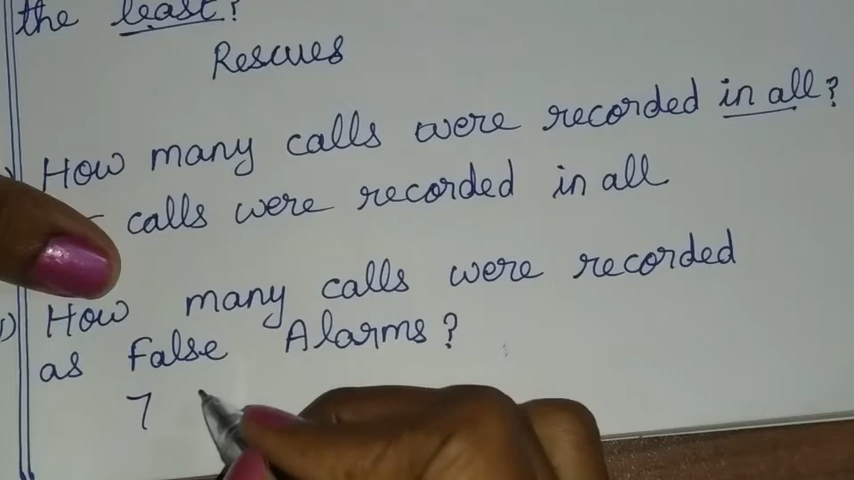 the least?
Rescues
How many calls were recorded in all?
calls were recorded in all
How many calls were recorded
as False Alarms?
7